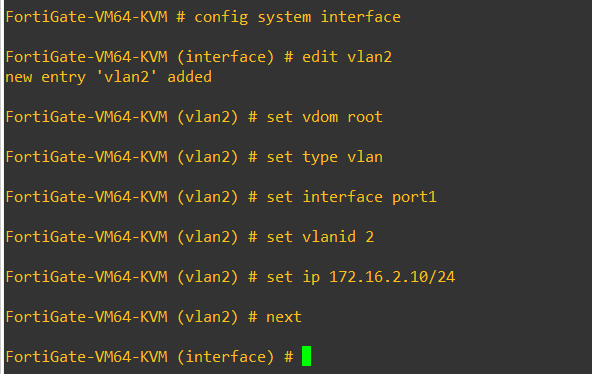 FortiGate-VM64-KVM # config system interface
FortiGate-VM64-KVM (interface) # edit vlan2
new entry 'vlan2' added
FortiGate-VM64-KVM (vlan2) # set vdom root
FortiGate-VM64-KVM (vlan2) # set type vlan
FortiGate-VM64-KVM (vlan2) # set interface port1
FortiGate-VM64-KVM (vlan2) # set vlanid 2
FortiGate-VM64-KVM (vlan2) # set ip 172.16.2.10/24
FortiGate-VM64-KVM (vlan2) # next
FortiGate-VM64-KVM (interface) #